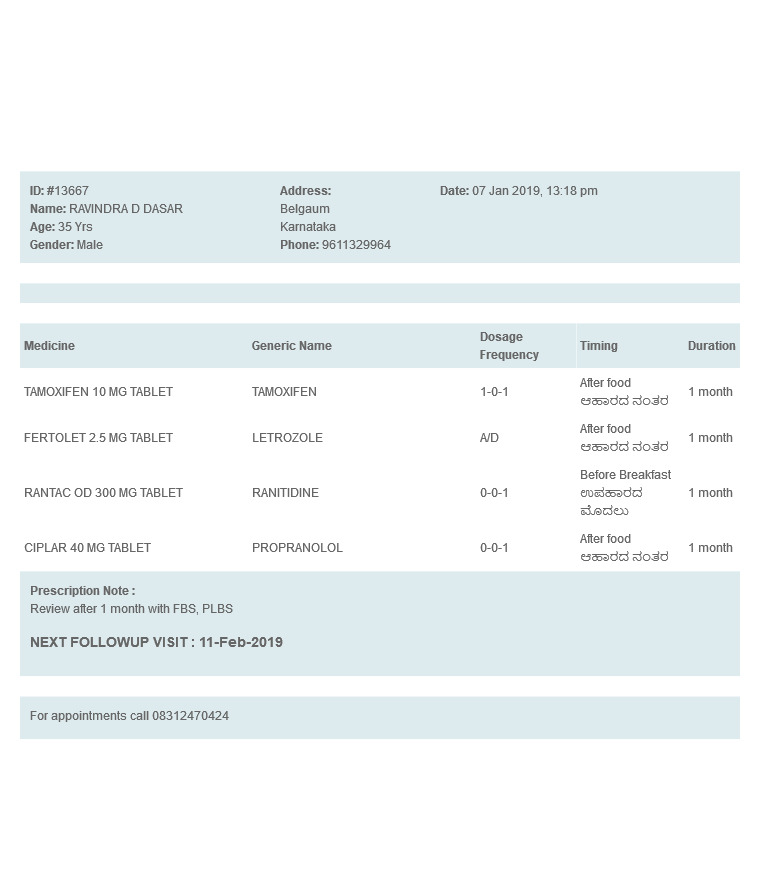 ID: #13667
Name: RAVINDRA D DASAR
Age: 35 Yrs
Gender: Male
Address:
Belgaum
Karnataka
Phone: 9611329964
Date: 07 Jan 2019, 13:18 pm
Medicine Generic Name Dosage Frequency Timing Duration
TAMOXIFEN 10 MG TABLET TAMOXIFEN 1-0-1 After food 1 month
ಆಹಾರದ ನಂತರ
FERTOLET 2.5 MG TABLET LETROZOLE A/D After food 1 month
ಆಹಾರದ ನಂತರ
RANTAC OD 300 MG TABLET RANITIDINE 0-0-1 Before Breakfast 1 month
ಉಪಹಾರದ
ಮೊದಲು
CIPLAR 40 MG TABLET PROPRANOLOL 0-0-1 After food 1 month
ಆಹಾರದ ನಂತರ
Prescription Note :
Review after 1 month with FBS, PLBS
NEXT FOLLOWUP VISIT : 11-Feb-2019
For appointments call 08312470424